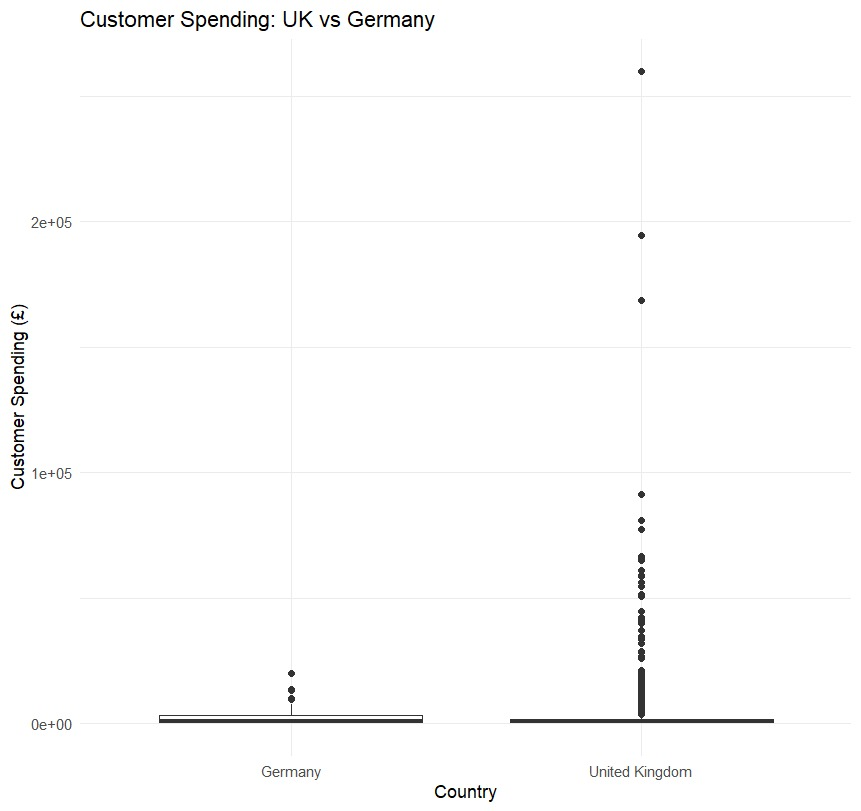 Customer Spending: UK vs Germany
Customer Spending (£)
2e+05
1e+05
0e+00
Germany
United Kingdom
Country